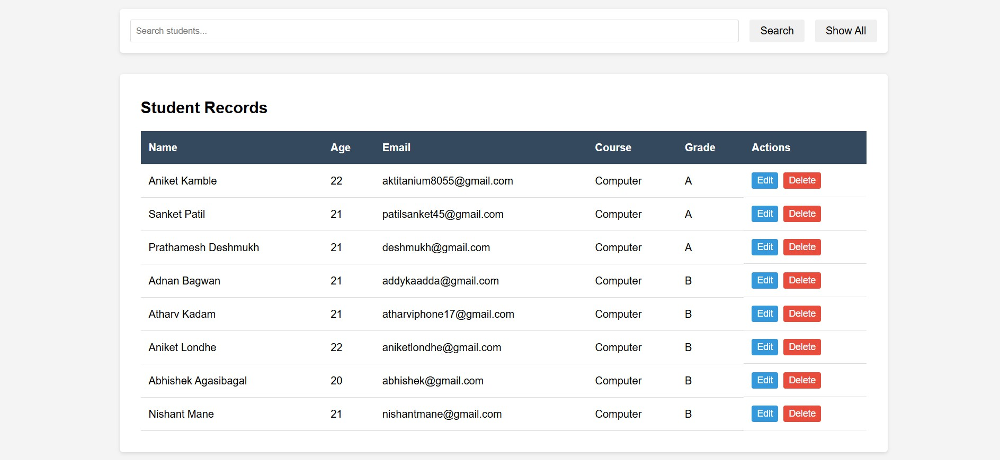 Search students... Search Show All
Student Records
Name Age Email Course Grade Actions
Aniket Kamble 22 aktitanium8055@gmail.com Computer A Edit Delete
Sanket Patil 21 patilsanket45@gmail.com Computer A Edit Delete
Prathamesh Deshmukh 21 deshmukh@gmail.com Computer A Edit Delete
Adnan Bagwan 21 addykaadda@gmail.com Computer B Edit Delete
Atharv Kadam 21 atharviphone17@gmail.com Computer B Edit Delete
Aniket Londhe 22 aniketlondhe@gmail.com Computer B Edit Delete
Abhishek Agasibagal 20 abhishek@gmail.com Computer B Edit Delete
Nishant Mane 21 nishantmane@gmail.com Computer B Edit Delete